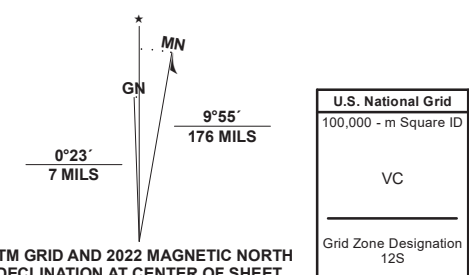 MN
GN
9°55´
176 MILS
0°23´
7 MILS
TM GRID AND 2022 MAGNETIC NORTH
DECLINATION AT CENTER OF SHEET
U.S. National Grid
100,000 - m Square ID
VC
Grid Zone Designation
12S